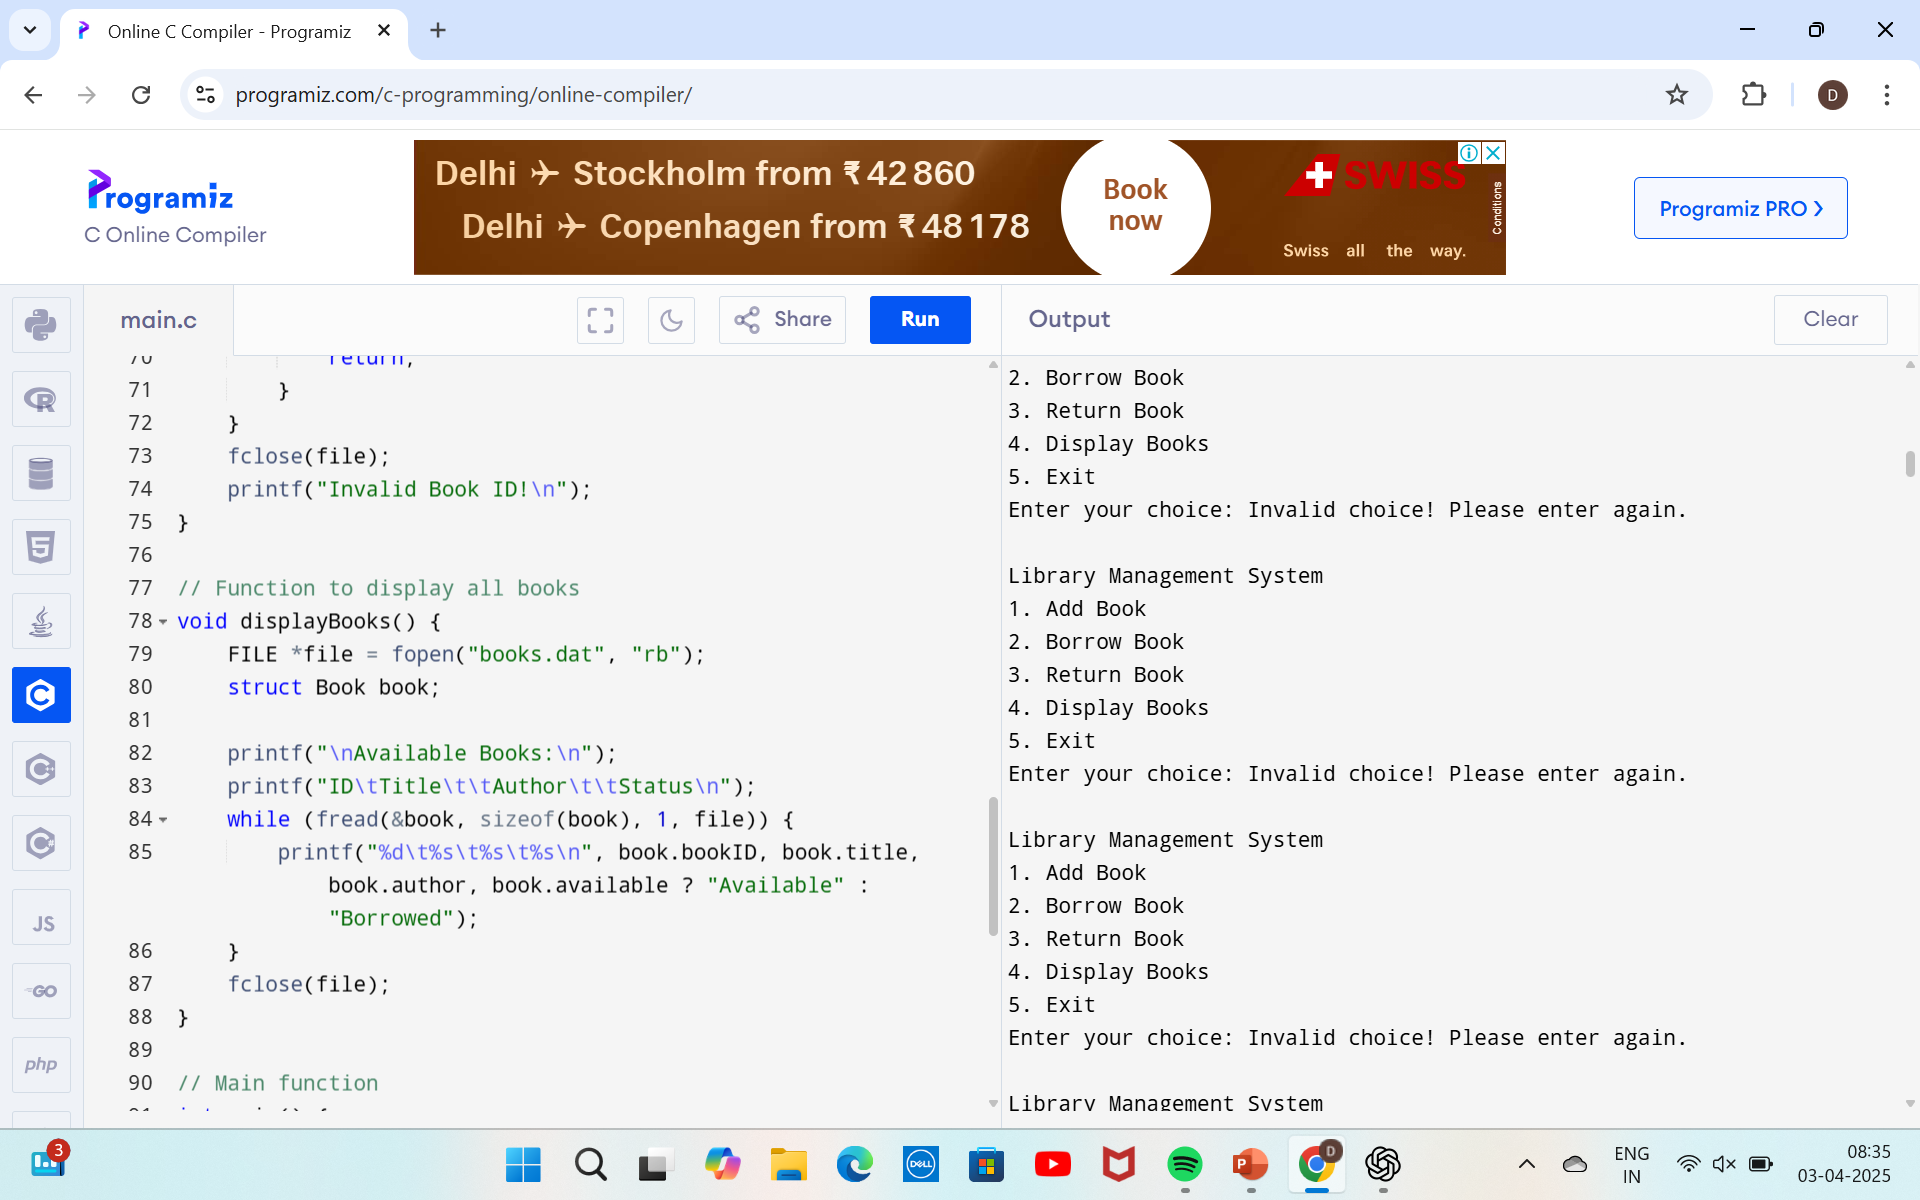 Online C Compiler - Programiz
programiz.com/c-programming/online-compiler/
D
Programiz
C Online Compiler
Delhi ✈ Stockholm from ₹ 42 860
Delhi ✈ Copenhagen from ₹ 48 178
Book
now
SWISS
Swiss all the way.
Conditions
Programiz PRO ❯
main.c
Share
Run
Output
Clear
70 return;
71 }
72 }
73 fclose(file);
74 printf("Invalid Book ID!\n");
75 }
76
77 // Function to display all books
78 void displayBooks() {
79 FILE *file = fopen("books.dat", "rb");
80 struct Book book;
81
82 printf("\nAvailable Books:\n");
83 printf("ID\tTitle\t\tAuthor\t\tStatus\n");
84 while (fread(&book, sizeof(book), 1, file)) {
85 printf("%d\t%s\t%s\t%s\n", book.bookID, book.title,
book.author, book.available ? "Available" :
"Borrowed");
86 }
87 fclose(file);
88 }
89
90 // Main function
2. Borrow Book
3. Return Book
4. Display Books
5. Exit
Enter your choice: Invalid choice! Please enter again.
Library Management System
1. Add Book
2. Borrow Book
3. Return Book
4. Display Books
5. Exit
Enter your choice: Invalid choice! Please enter again.
Library Management System
1. Add Book
2. Borrow Book
3. Return Book
4. Display Books
5. Exit
Enter your choice: Invalid choice! Please enter again.
Library Management System
R
C
JS
GO
php
3
DELL
P
D
ENG
IN
08:35
03-04-2025